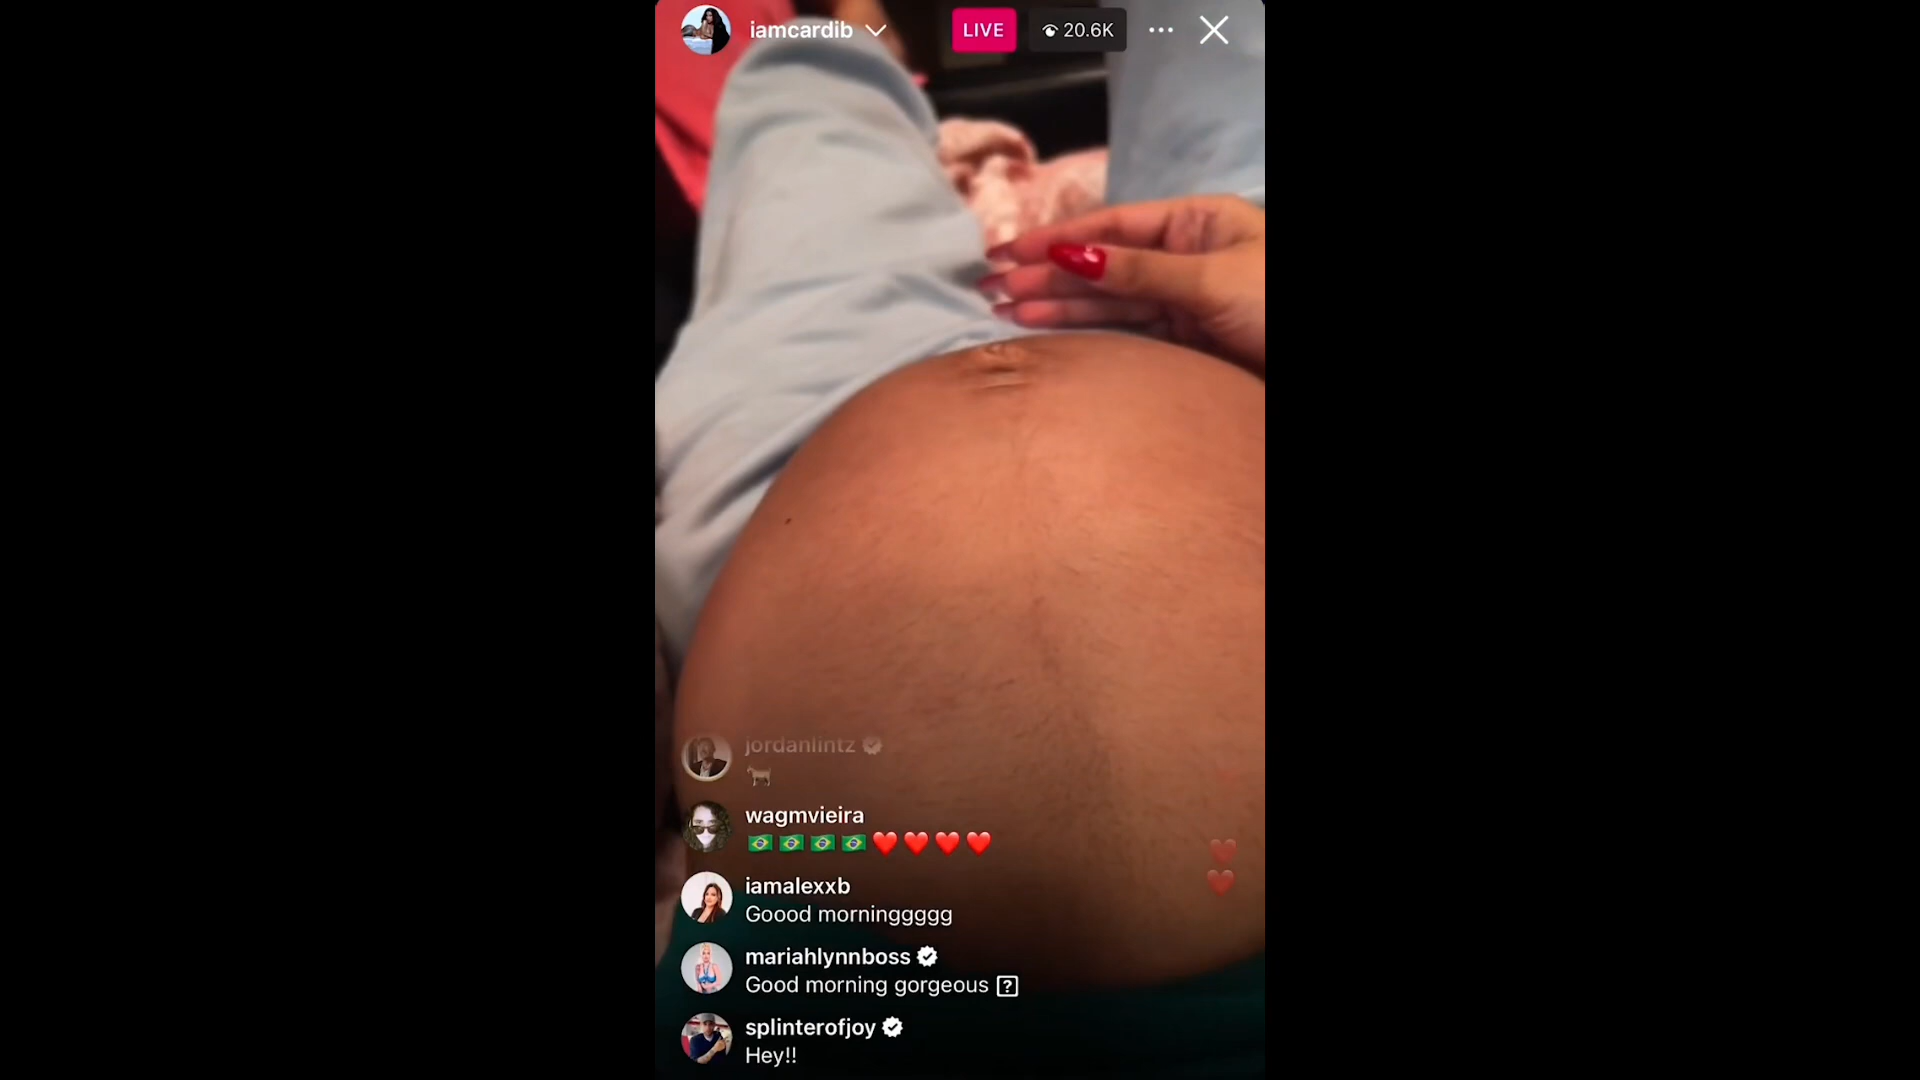 iamcardib
LIVE
20.6K
jordanlintz
🐐
wagmvieira
🇧🇷🇧🇷🇧🇷🇧🇷❤️❤️❤️❤️
iamalexxb
Goood morninggggg
mariahlynnboss
Good morning gorgeous ⍰
splinterofjoy
Hey!!